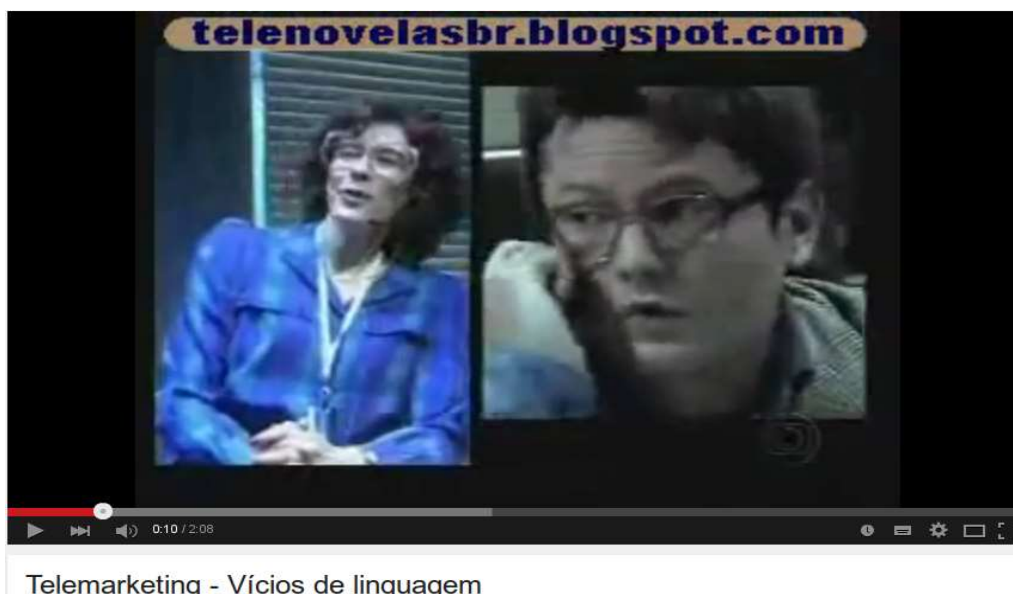 telenovelasbr.blogspot.com
0:10 / 2:08
Telemarketing - Vícios de linguagem